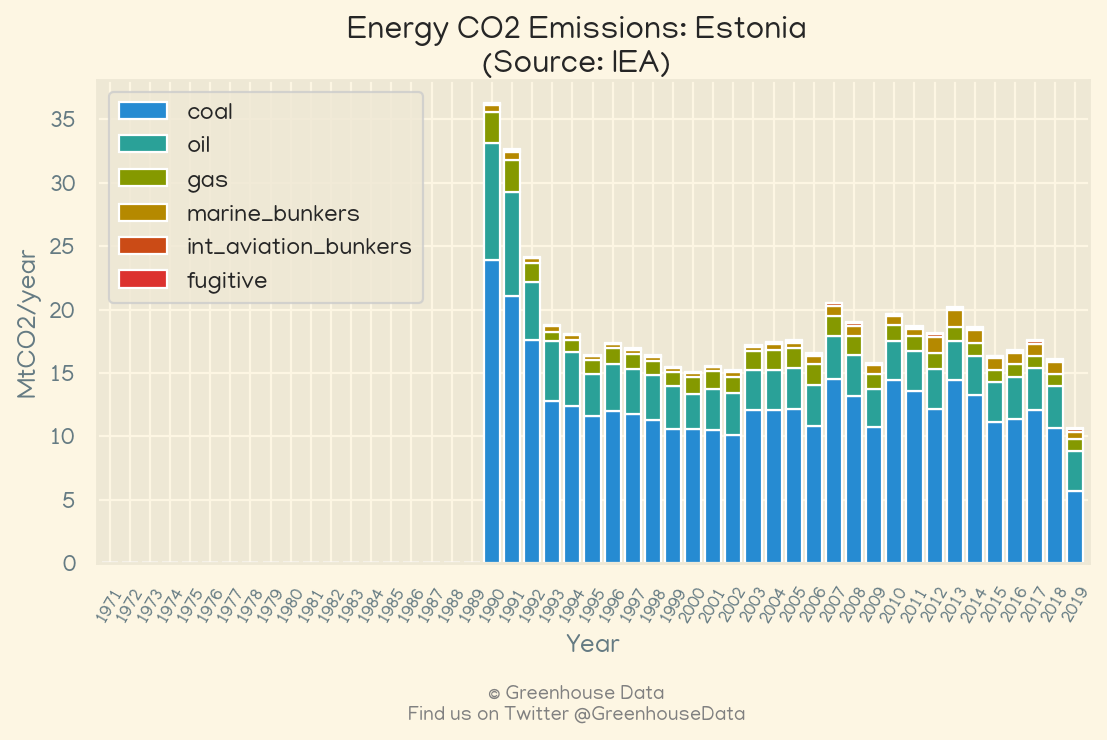 Energy CO2 Emissions: Estonia
(Source: IEA)
coal
oil
gas
marine_bunkers
int_aviation_bunkers
fugitive
MtCO2/year
35
30
25
20
15
10
5
0
1971 1972 1973 1974 1975 1976 1977 1978 1979 1980 1981 1982 1983 1984 1985 1986 1987 1988 1989 1990 1991 1992 1993 1994 1995 1996 1997 1998 1999 2000 2001 2002 2003 2004 2005 2006 2007 2008 2009 2010 2011 2012 2013 2014 2015 2016 2017 2018 2019
Year
© Greenhouse Data
Find us on Twitter @GreenhouseData